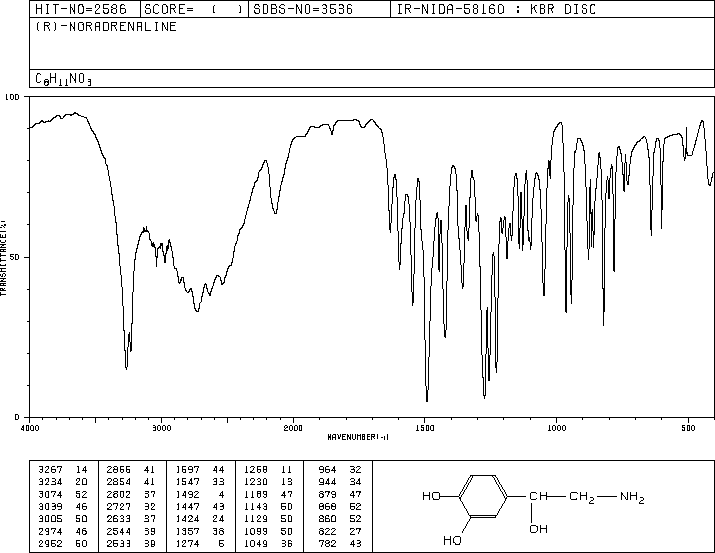 HIT-NO=2586 SCORE= ( ) SDBS-NO=3536 IR-NIDA-58160 : KBR DISC
(R)-NORADRENALINE
C8H11NO3
100
50
0
TRANSMITTANCE(%)
4000 3000 2000 1500 1000 500
WAVENUMBER(-1)
3267 14 2866 41 1597 44 1268 11 964 32
3234 20 2854 41 1547 33 1230 13 944 34
3074 52 2802 37 1492 4 1189 47 879 47
3039 46 2727 32 1447 43 1143 50 868 52
3005 50 2633 37 1424 24 1129 50 860 52
2974 46 2544 39 1357 38 1099 50 822 27
2962 50 2533 39 1274 5 1049 36 782 43
HO CH CH2 NH2
HO OH